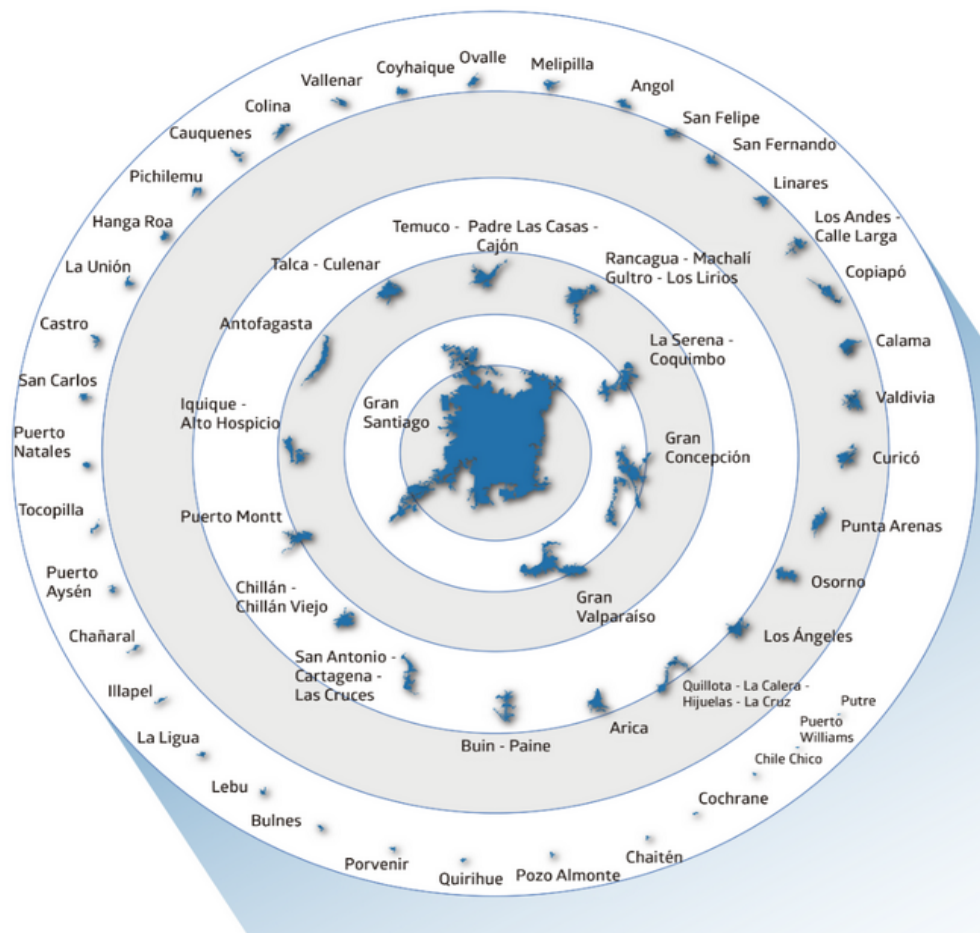 Ovalle
Coyhaique
Melipilla
Vallenar
Angol
Colina
San Felipe
Cauquenes
San Fernando
Pichilemu
Linares
Hanga Roa
Temuco - Padre Las Casas -
Cajón
Los Andes -
Calle Larga
La Unión
Talca - Culenar
Rancagua - Machalí
Gultro - Los Lirios
Copiapó
Castro
Antofagasta
La Serena -
Coquimbo
Calama
San Carlos
Iquique -
Alto Hospicio
Gran
Santiago
Valdivia
Puerto
Natales
Gran
Concepción
Curicó
Tocopilla
Puerto Montt
Punta Arenas
Puerto
Aysén
Chillán -
Chillán Viejo
Gran
Valparaíso
Osorno
Chañaral
San Antonio -
Cartagena -
Las Cruces
Los Ángeles
Illapel
Quillota - La Calera -
Hijuelas - La Cruz
Putre
La Ligua
Buin - Paine
Arica
Puerto
Williams
Chile Chico
Lebu
Cochrane
Bulnes
Porvenir
Quirihue
Pozo Almonte
Chaitén